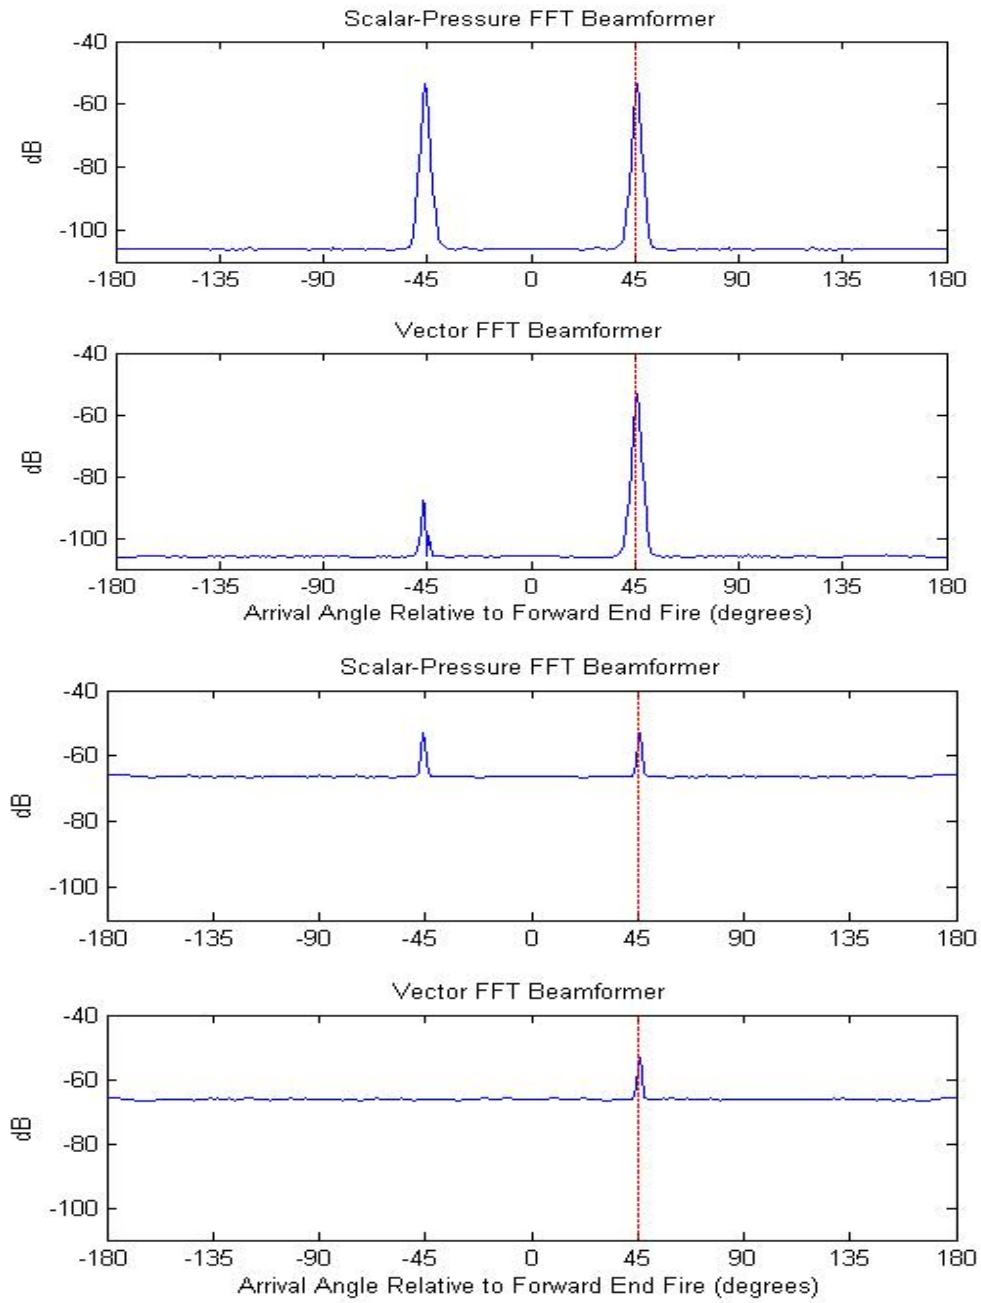 Scalar-Pressure FFT Beamformer
-40
-60
-80
-100
dB
-180 -135 -90 -45 0 45 90 135 180
Vector FFT Beamformer
-40
-60
-80
-100
dB
-180 -135 -90 -45 0 45 90 135 180
Arrival Angle Relative to Forward End Fire (degrees)
Scalar-Pressure FFT Beamformer
-40
-60
-80
-100
dB
-180 -135 -90 -45 0 45 90 135 180
Vector FFT Beamformer
-40
-60
-80
-100
dB
-180 -135 -90 -45 0 45 90 135 180
Arrival Angle Relative to Forward End Fire (degrees)